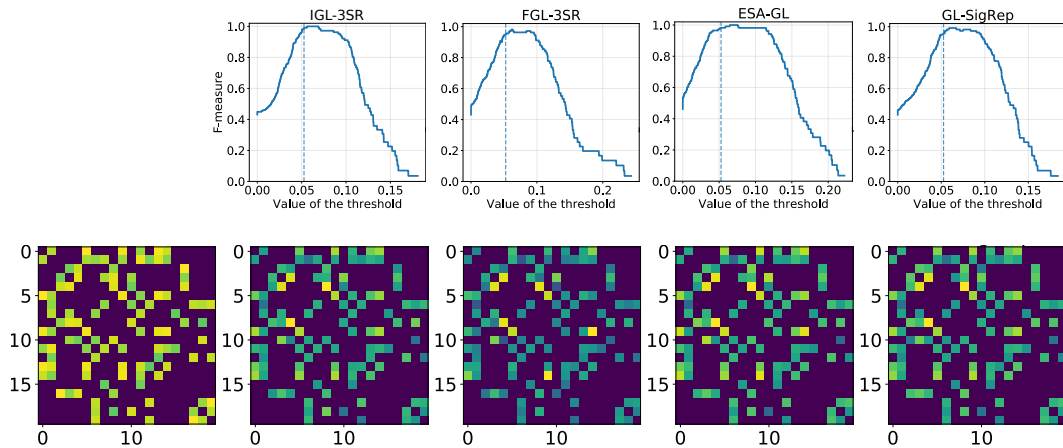 IGL-3SR FGL-3SR ESA-GL GL-SigRep
F-measure
1.0 1.0 1.0 1.0
0.8 0.8 0.8 0.8
0.6 0.6 0.6 0.6
0.4 0.4 0.4 0.4
0.2 0.2 0.2 0.2
0.0 0.0 0.0 0.0
0.00 0.05 0.10 0.15 0.0 0.1 0.2 0.00 0.05 0.10 0.15 0.20 0.00 0.05 0.10 0.15
Value of the threshold Value of the threshold Value of the threshold Value of the threshold
0 0 0 0 0
5 5 5 5 5
10 10 10 10 10
15 15 15 15 15
0 10 0 10 0 10 0 10 0 10